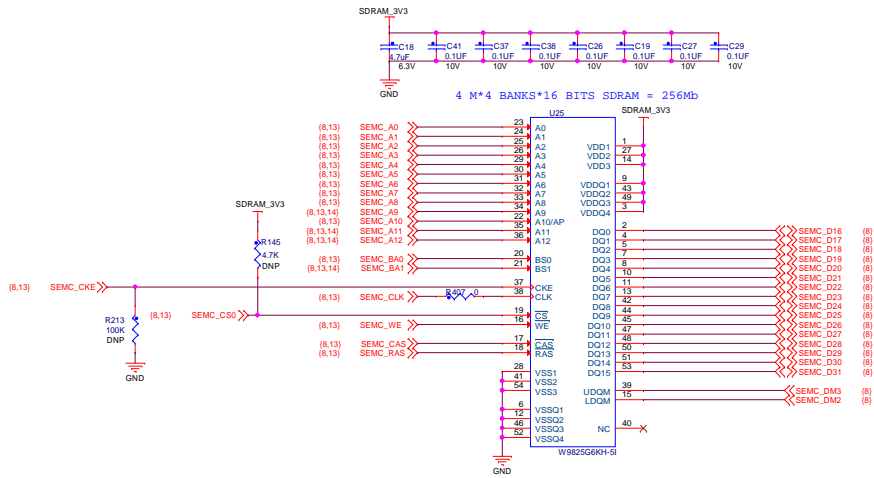 SDRAM_3V3
C18 C41 C37 C38 C26 C19 C27 C29
4.7uF 0.1UF 0.1UF 0.1UF 0.1UF 0.1UF 0.1UF 0.1UF
6.3V 10V 10V 10V 10V 10V 10V 10V
GND
4 M*4 BANKS*16 BITS SDRAM = 256Mb
U25 SDRAM_3V3
{8,13} SEMC_A0 23 A0
{8,13} SEMC_A1 24 A1
{8,13} SEMC_A2 25 A2
{8,13} SEMC_A3 26 A3
{8,13} SEMC_A4 29 A4
{8,13} SEMC_A5 30 A5
{8,13} SEMC_A6 31 A6
{8,13} SEMC_A7 32 A7
{8,13} SEMC_A8 33 A8
{8,13,14} SEMC_A9 34 A9
{8,13} SEMC_A10 22 A10/AP
{8,13,14} SEMC_A11 35 A11
{8,13,14} SEMC_A12 36 A12
VDD1 1
VDD2 27
VDD3 14
VDDQ1 9
VDDQ2 43
VDDQ3 49
VDDQ4 3
{8,13} SEMC_BA0 20 BS0
{8,13,14} SEMC_BA1 21 BS1
SDRAM_3V3
R145
4.7K
DNP
{8,13} SEMC_CKE 37 CKE
{8,13} SEMC_CLK R407 0 38 CLK
R213
100K
DNP
GND
{8,13} SEMC_CS0 19 CS
{8,13} SEMC_WE 16 WE
{8,13} SEMC_CAS 17 CAS
{8,13} SEMC_RAS 18 RAS
DQ0 2 SEMC_D16 {8}
DQ1 4 SEMC_D17 {8}
DQ2 5 SEMC_D18 {8}
DQ3 7 SEMC_D19 {8}
DQ4 8 SEMC_D20 {8}
DQ5 10 SEMC_D21 {8}
DQ6 11 SEMC_D22 {8}
DQ7 13 SEMC_D23 {8}
DQ8 42 SEMC_D24 {8}
DQ9 44 SEMC_D25 {8}
DQ10 45 SEMC_D26 {8}
DQ11 47 SEMC_D27 {8}
DQ12 48 SEMC_D28 {8}
DQ13 50 SEMC_D29 {8}
DQ14 51 SEMC_D30 {8}
DQ15 53 SEMC_D31 {8}
28 VSS1
41 VSS2
54 VSS3
6 VSSQ1
12 VSSQ2
46 VSSQ3
52 VSSQ4
UDQM 39 SEMC_DM3 {8}
LDQM 15 SEMC_DM2 {8}
NC 40
W9825G6KH-5I
GND